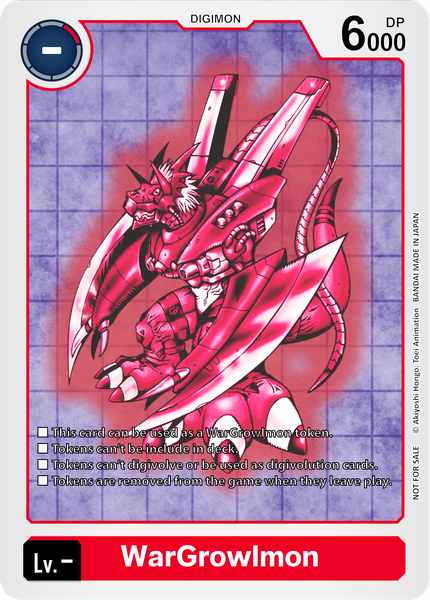 DIGIMON
-
DP
6000
□ This card can be used as a WarGrowlmon token.
□ Tokens can't be include in deck.
□ Tokens can't digivolve or be used as digivolution cards.
□ Tokens are removed from the game when they leave play.
NOT FOR SALE © Akiyoshi Hongo, Toei Animation BANDAI MADE IN JAPAN
Lv.-
WarGrowlmon